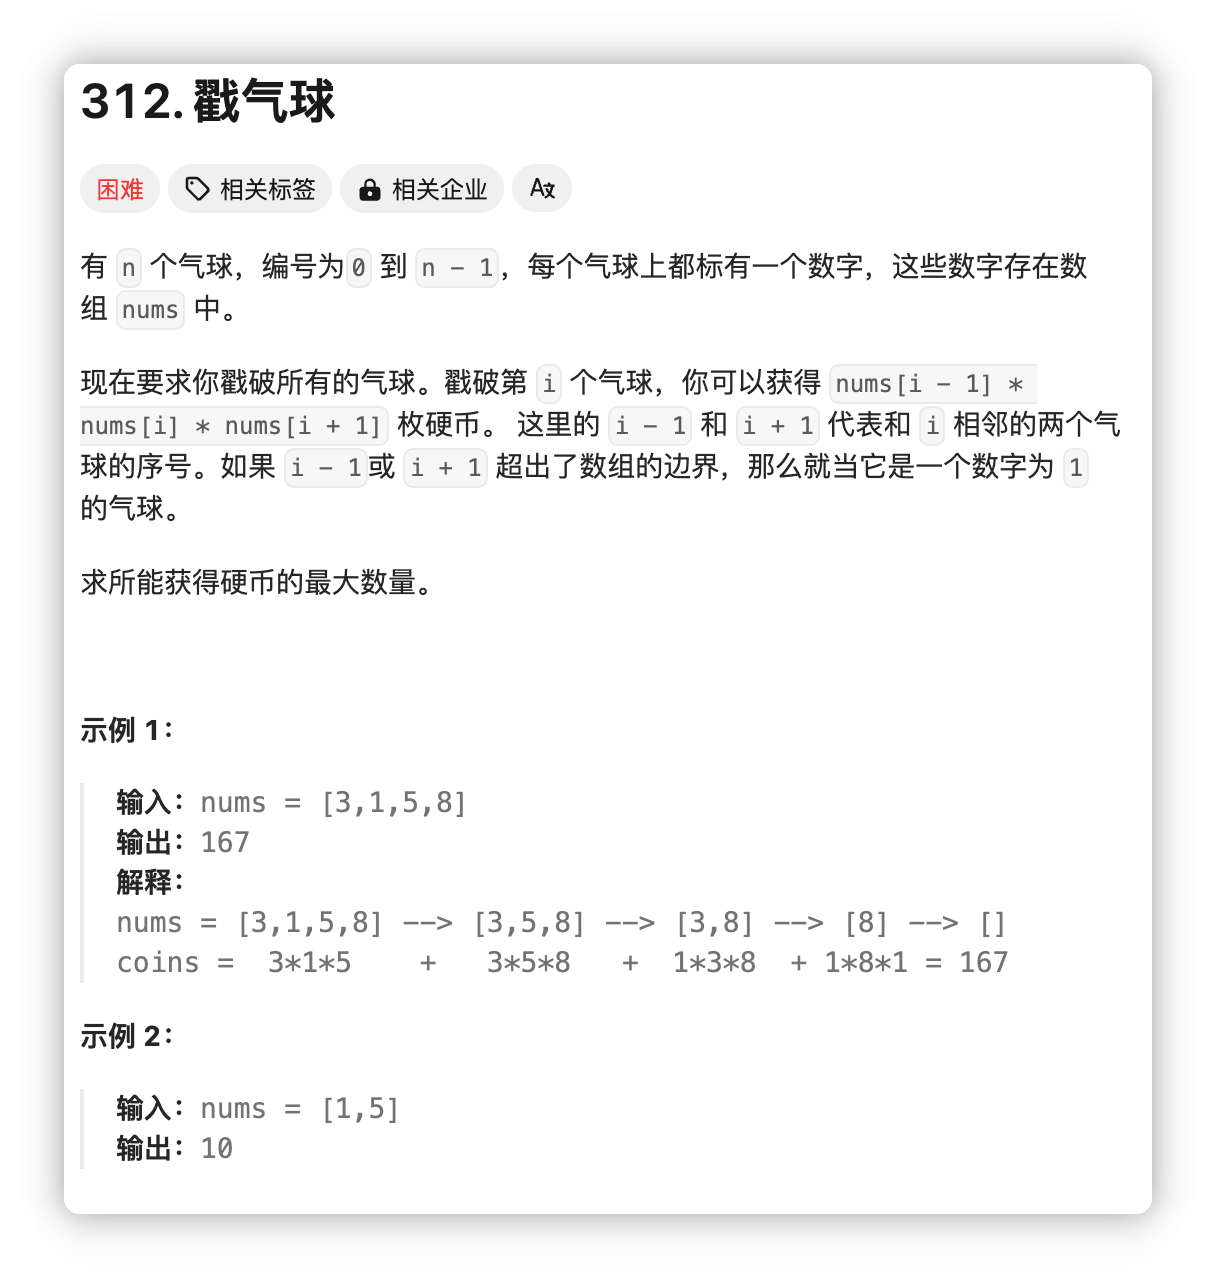 312. 戳气球
困难 相关标签 相关企业 A文
有 n 个气球，编号为0 到 n - 1，每个气球上都标有一个数字，这些数字存在数
组 nums 中。
现在要求你戳破所有的气球。戳破第 i 个气球，你可以获得 nums[i - 1] *
nums[i] * nums[i + 1] 枚硬币。 这里的 i - 1 和 i + 1 代表和 i 相邻的两个气
球的序号。如果 i - 1或 i + 1 超出了数组的边界，那么就当它是一个数字为 1
的气球。
求所能获得硬币的最大数量。
示例 1：
输入：nums = [3,1,5,8]
输出：167
解释：
nums = [3,1,5,8] --> [3,5,8] --> [3,8] --> [8] --> []
coins =  3*1*5    +   3*5*8   +  1*3*8  + 1*8*1 = 167
示例 2：
输入：nums = [1,5]
输出：10